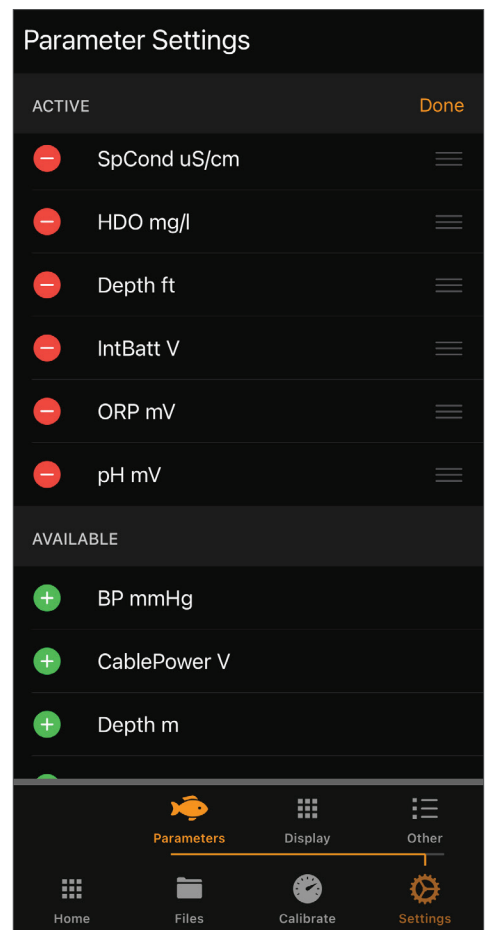 Parameter Settings
ACTIVE Done
SpCond uS/cm
HDO mg/l
Depth ft
IntBatt V
ORP mV
pH mV
AVAILABLE
BP mmHg
CablePower V
Depth m
Parameters Display Other
Home Files Calibrate Settings